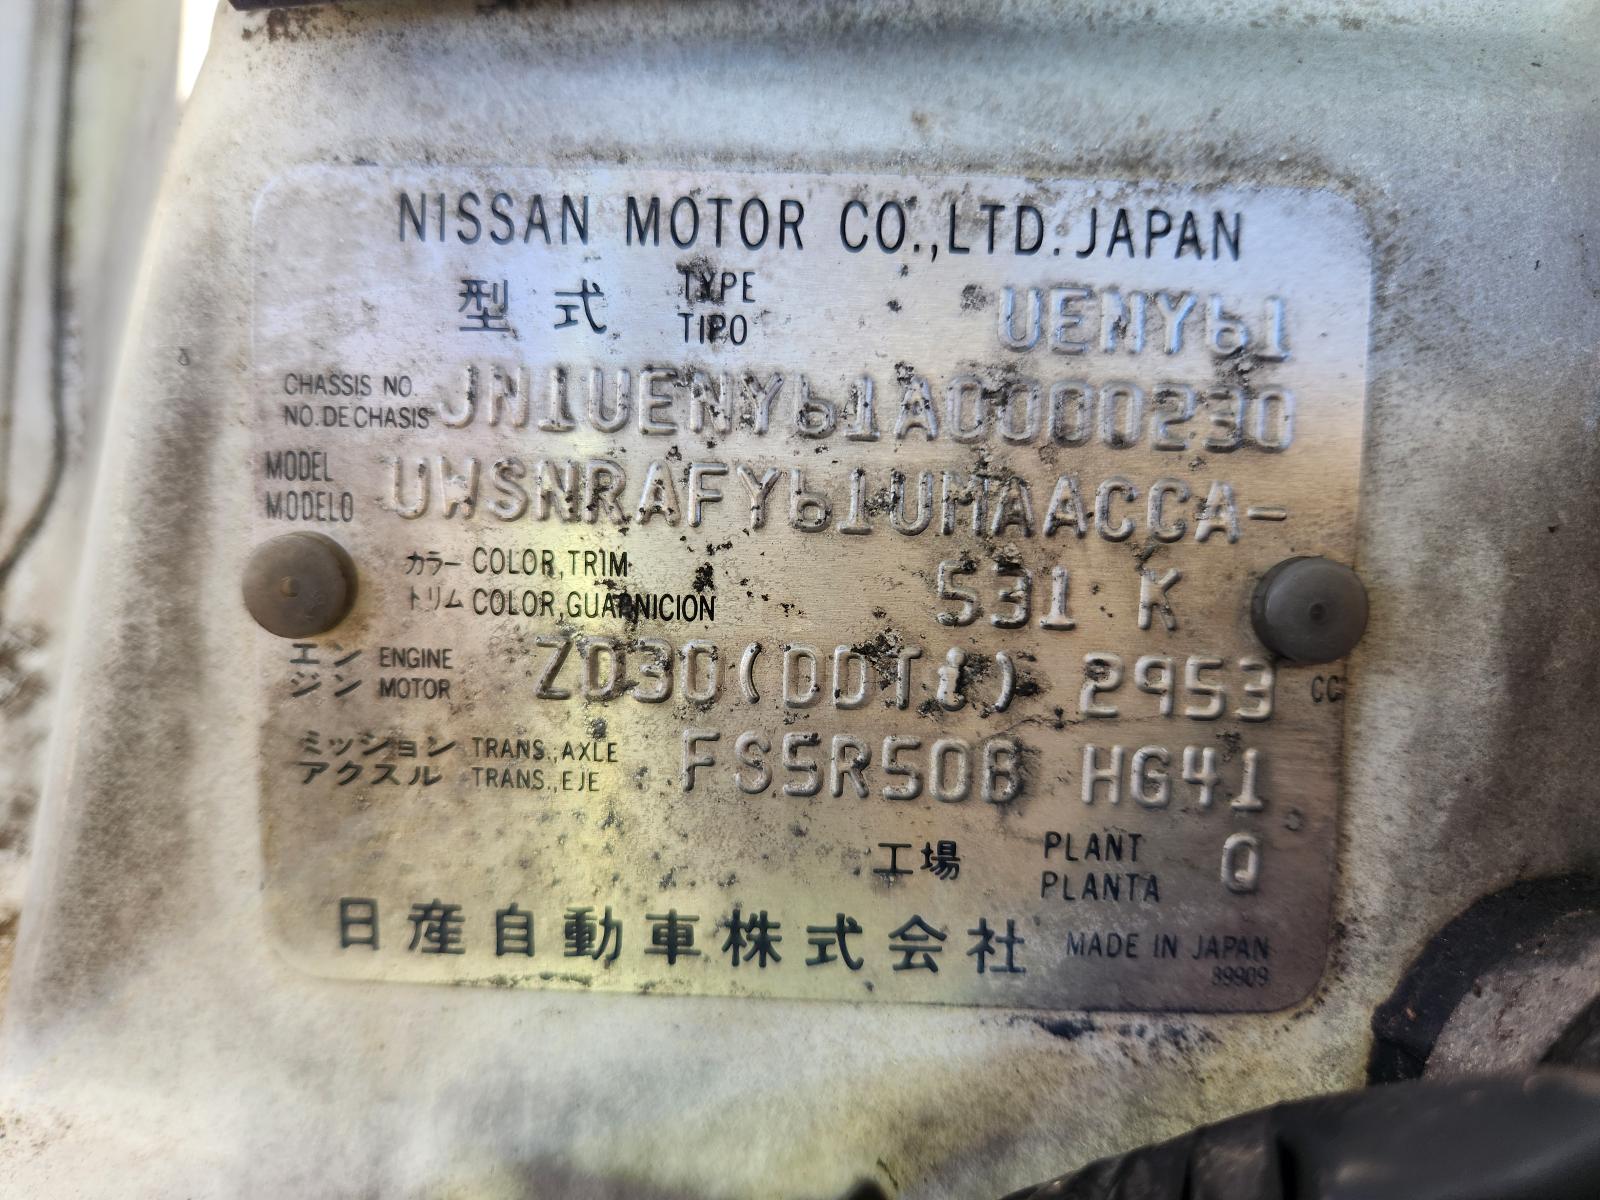 NISSAN MOTOR CO.,LTD. JAPAN
型式 TYPE TIPO UENY61
CHASSIS NO. NO. DE CHASIS JN1UENY61A0000230
MODEL MODELO UWSNRAFY61UMAACCA-
カラー COLOR,TRIM 531 K
トリム COLOR,GUARNICION
エンジン ENGINE MOTOR ZD30(DDTi) 2953 CC
ミッション TRANS.,AXLE FS5R50B HG41
アクスル TRANS.,EJE
工場 PLANT PLANTA Q
日産自動車株式会社 MADE IN JAPAN
89909